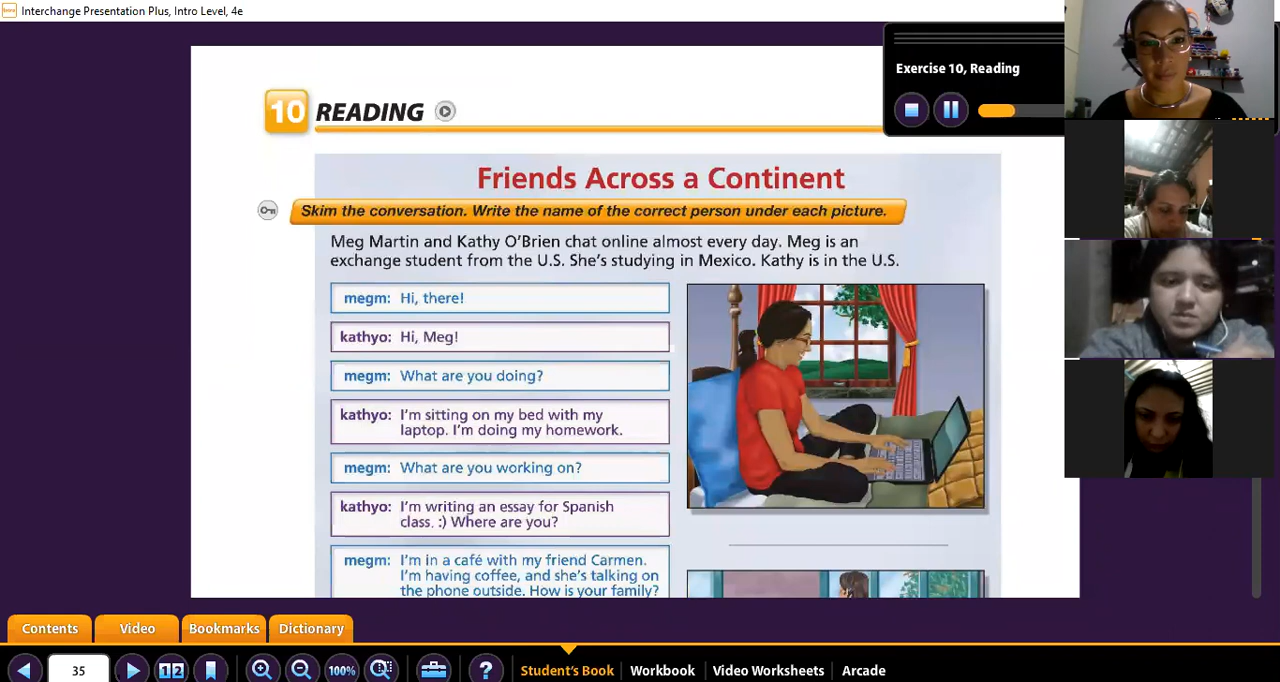 Interchange Presentation Plus, Intro Level, 4e
Exercise 10, Reading
10 READING
Friends Across a Continent
Skim the conversation. Write the name of the correct person under each picture.
Meg Martin and Kathy O'Brien chat online almost every day. Meg is an
exchange student from the U.S. She's studying in Mexico. Kathy is in the U.S.
megm: Hi, there!
kathyo: Hi, Meg!
megm: What are you doing?
kathyo: I'm sitting on my bed with my
laptop. I'm doing my homework.
megm: What are you working on?
kathyo: I'm writing an essay for Spanish
class. :) Where are you?
megm: I'm in a café with my friend Carmen.
I'm having coffee, and she's talking on
the phone outside. How is your family?
Contents Video Bookmarks Dictionary
35 12 100% ? Student's Book Workbook Video Worksheets Arcade